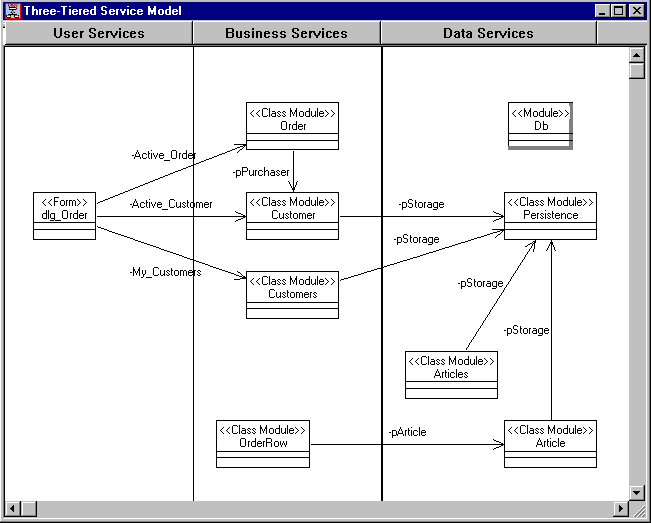 Three-Tiered Service Model
User Services
Business Services
Data Services
<<Class Module>>
Order
<<Module>>
Db
-Active_Order
-pPurchaser
<<Form>>
dlg_Order
-Active_Customer
<<Class Module>>
Customer
-pStorage
<<Class Module>>
Persistence
-pStorage
-My_Customers
<<Class Module>>
Customers
-pStorage
-pStorage
<<Class Module>>
Articles
<<Class Module>>
OrderRow
-pArticle
<<Class Module>>
Article